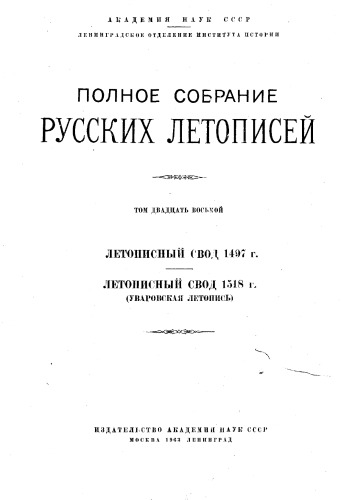 АКАДЕМИЯ НАУК СССР
ЛЕНИНГРАДСКОЕ ОТДЕЛЕНИЕ ИНСТИТУТА ИСТОРИИ
ПОЛНОЕ СОБРАНИЕ
РУССКИХ ЛЕТОПИСЕЙ
ТОМ ДВАДЦАТЬ ВОСЬМОЙ
ЛЕТОПИСНЫЙ СВОД 1497 г.
ЛЕТОПИСНЫЙ СВОД 1518 г.
(УВАРОВСКАЯ ЛЕТОПИСЬ)
ИЗДАТЕЛЬСТВО АКАДЕМИЯ НАУК СССР
МОСКВА 1963 ЛЕНИНГРАД